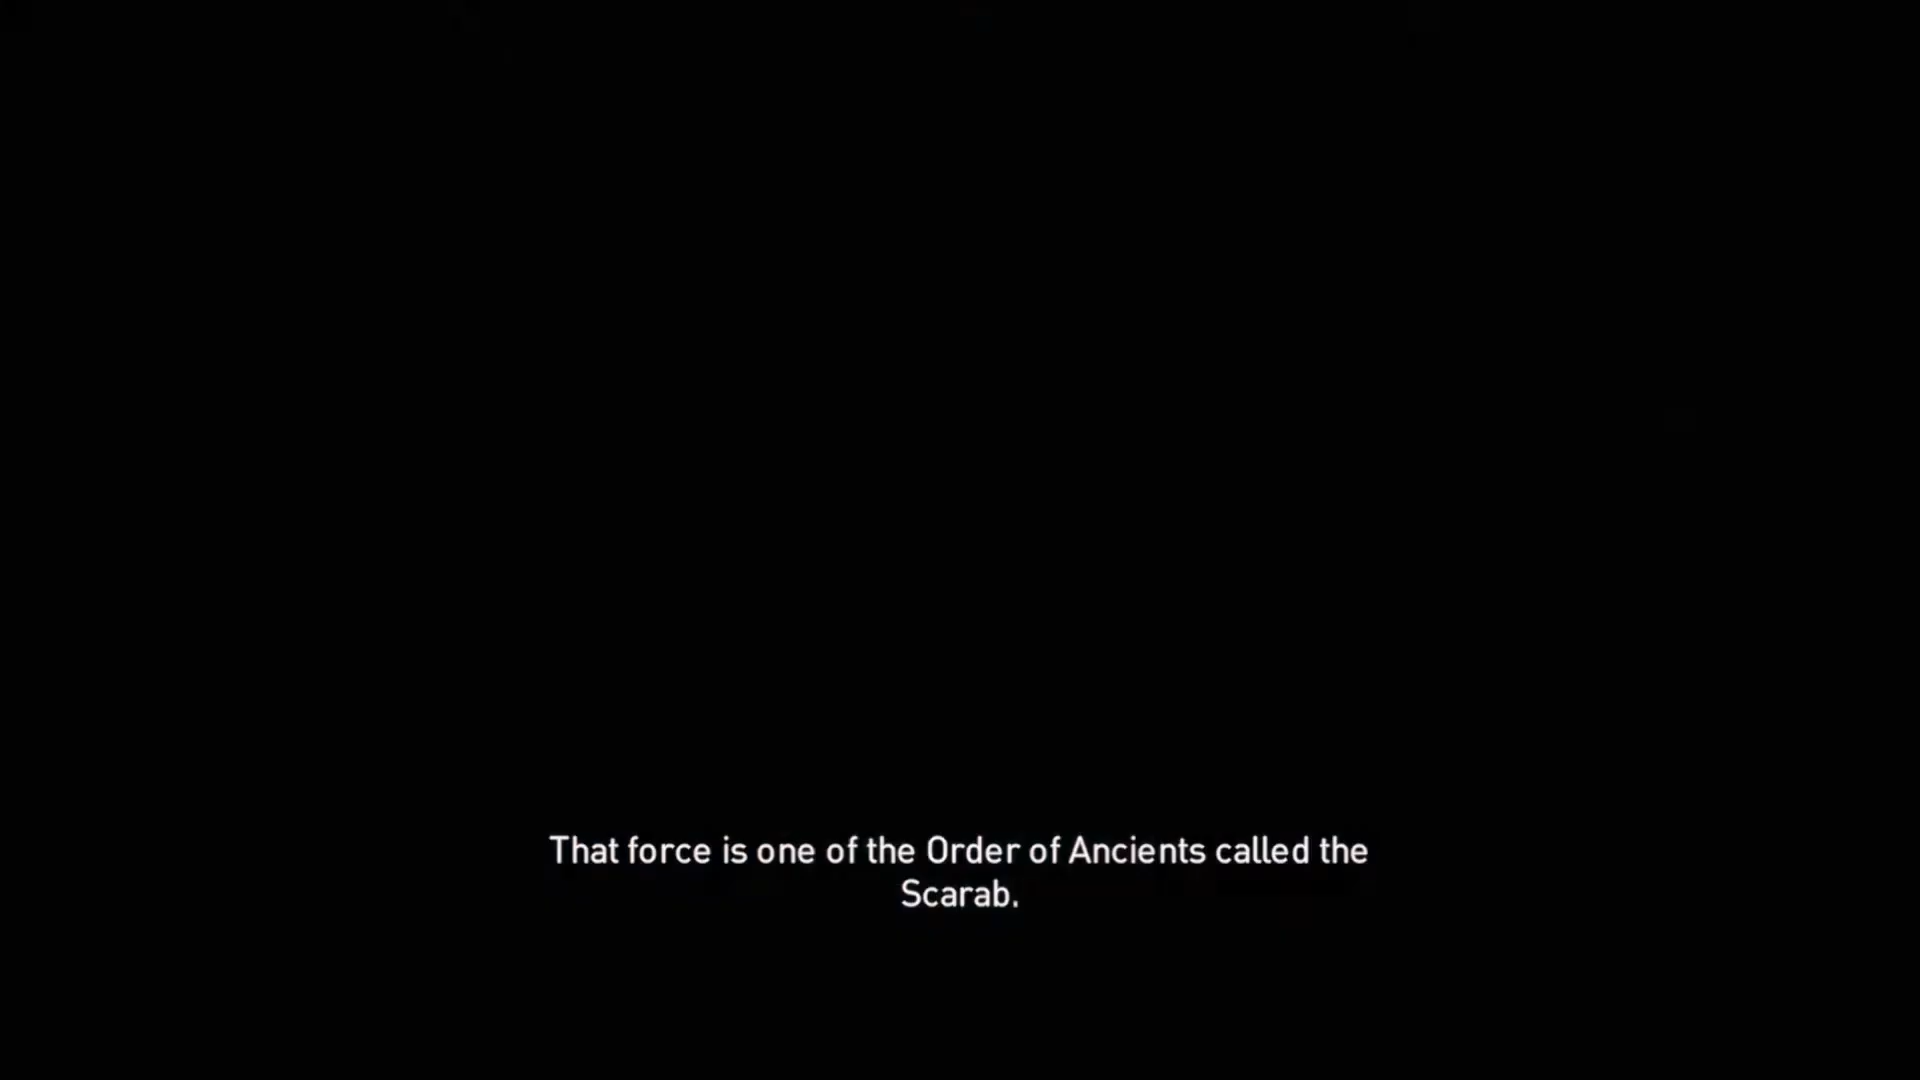 That force is one of the Order of Ancients called the
Scarab.